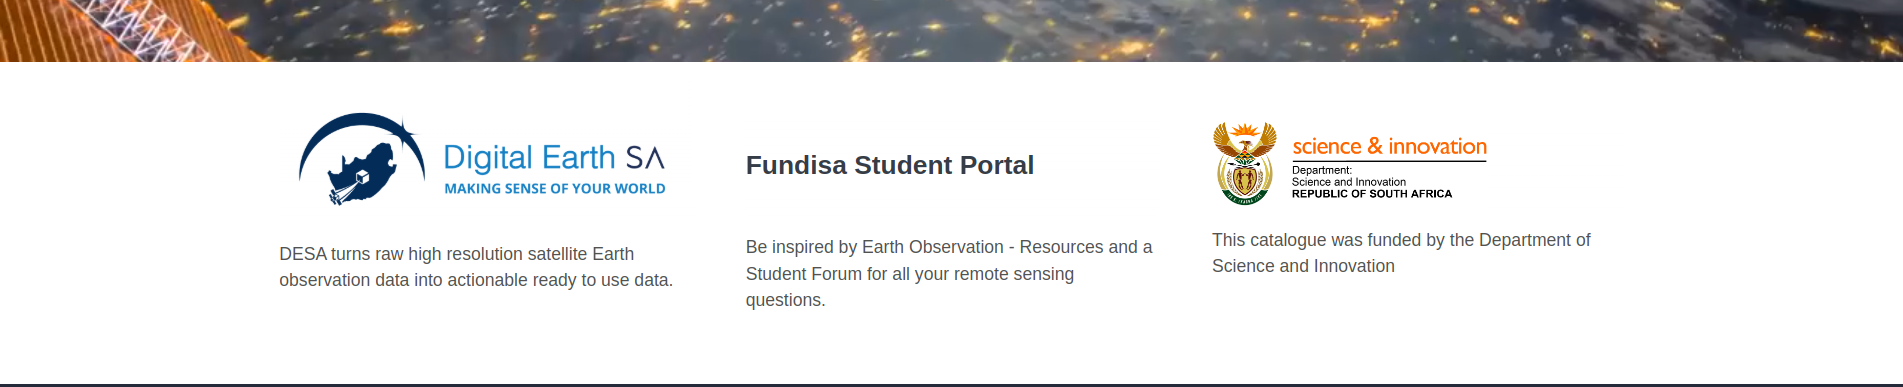 Digital Earth SA
MAKING SENSE OF YOUR WORLD
DESA turns raw high resolution satellite Earth
observation data into actionable ready to use data.
Fundisa Student Portal
Be inspired by Earth Observation - Resources and a
Student Forum for all your remote sensing
questions.
science & innovation
Department:
Science and Innovation
REPUBLIC OF SOUTH AFRICA
This catalogue was funded by the Department of
Science and Innovation